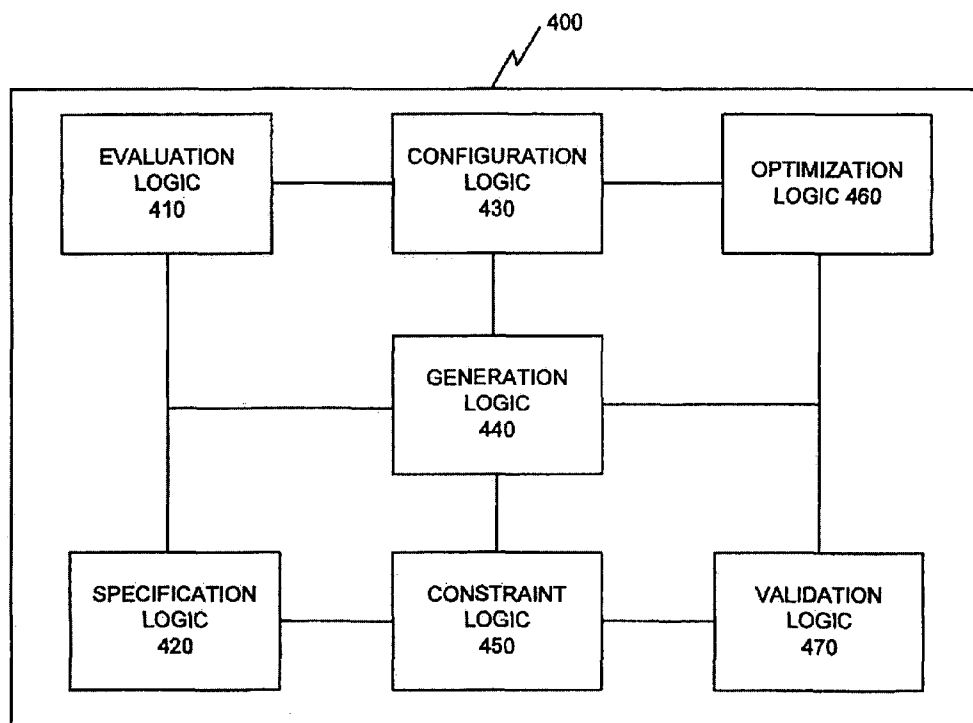 400
EVALUATION
LOGIC
410
CONFIGURATION
LOGIC
430
OPTIMIZATION
LOGIC 460
GENERATION
LOGIC
440
SPECIFICATION
LOGIC
420
CONSTRAINT
LOGIC
450
VALIDATION
LOGIC
470